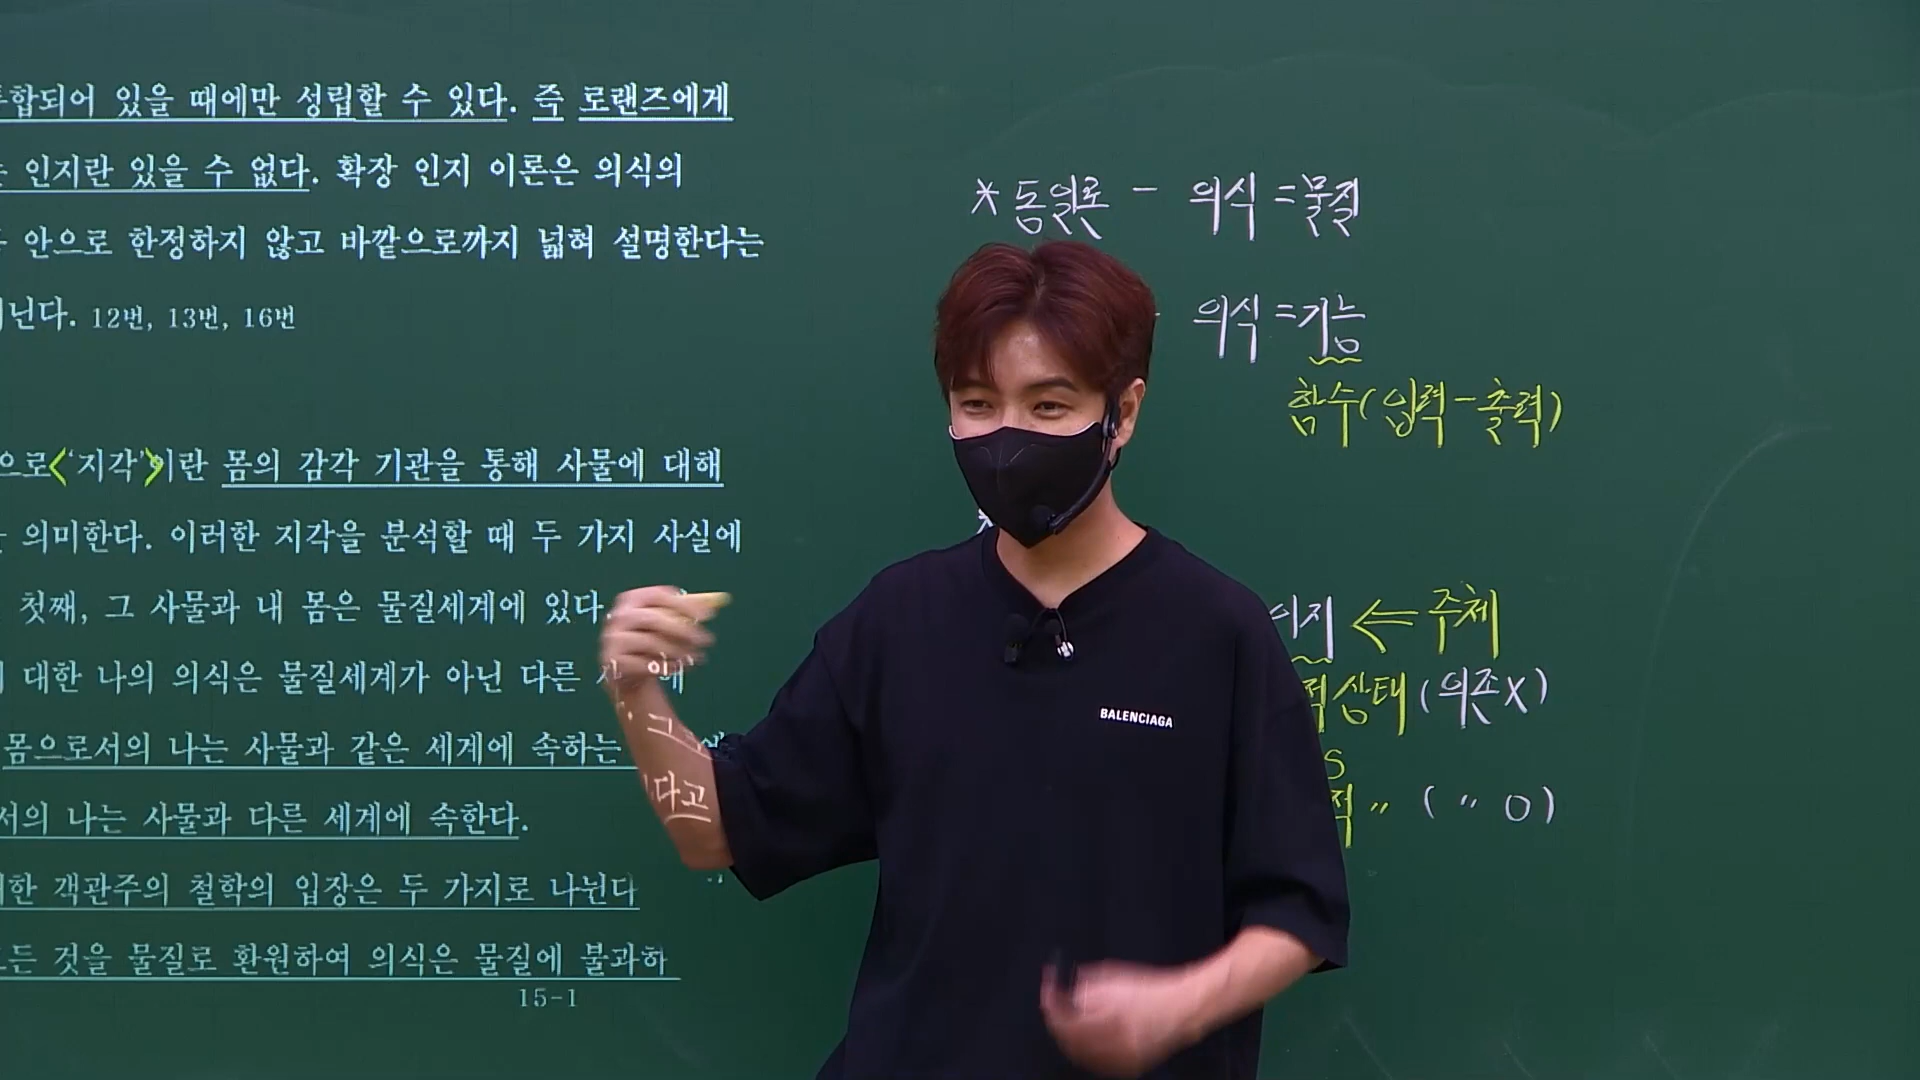 합되어 있을 때에만 성립할 수 있다. 즉 로랜즈에게
인지란 있을 수 없다. 확장 인지 이론은 의식의
안으로 한정하지 않고 바깥으로까지 넓혀 설명한다는
닌다. 12번, 13번, 16번
으로 <'지각'>이란 몸의 감각 기관을 통해 사물에 대해
의미한다. 이러한 지각을 분석할 때 두 가지 사실에
첫째, 그 사물과 내 몸은 물질세계에 있다.
대한 나의 의식은 물질세계가 아닌 다른
그
몸으로서의 나는 사물과 같은 세계에 속하는
다고
서의 나는 사물과 다른 세계에 속한다.
한 객관주의 철학의 입장은 두 가지로 나뉜다
든 것을 물질로 환원하여 의식은 물질에 불과하
15-1
* 동일론 - 의식 = 물질
의식 = 기능
함수(입력-출력)
지 ⇐ 주체
적 상태 (의존X)
S
적 〃 ( 〃 O)
BALENCIAGA